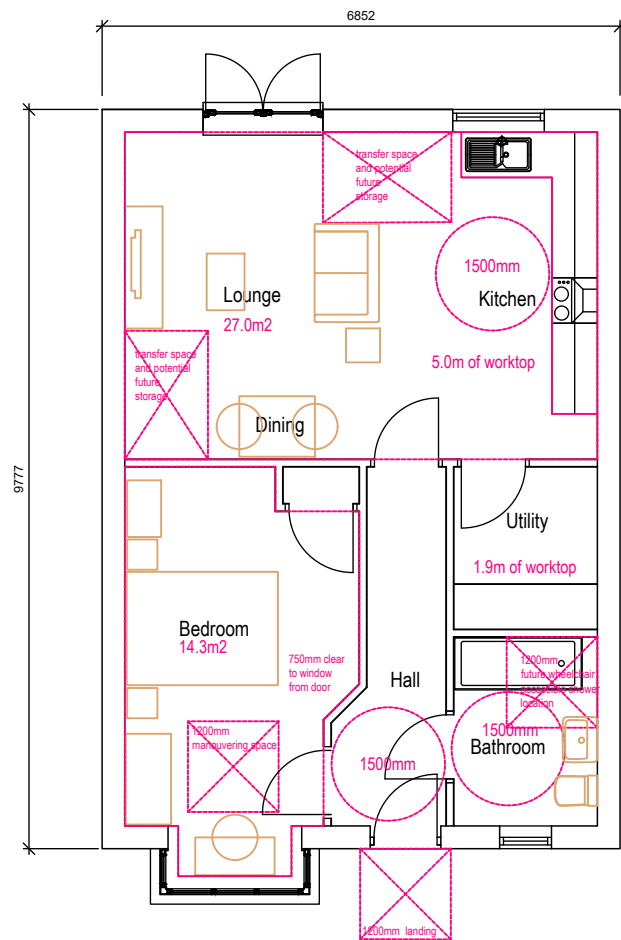 6852
9777
transfer space
and potential
future
storage
1500mm
Kitchen
Lounge
27.0m2
5.0m of worktop
transfer space
and potential
future
storage
Dining
Utility
1.9m of worktop
Bedroom
14.3m2
750mm clear
to window
from door
Hall
1200mm
future wheelchair
accessible shower
location
1200mm
manouvering space
1500mm
Bathroom
1500mm
1200mm landing